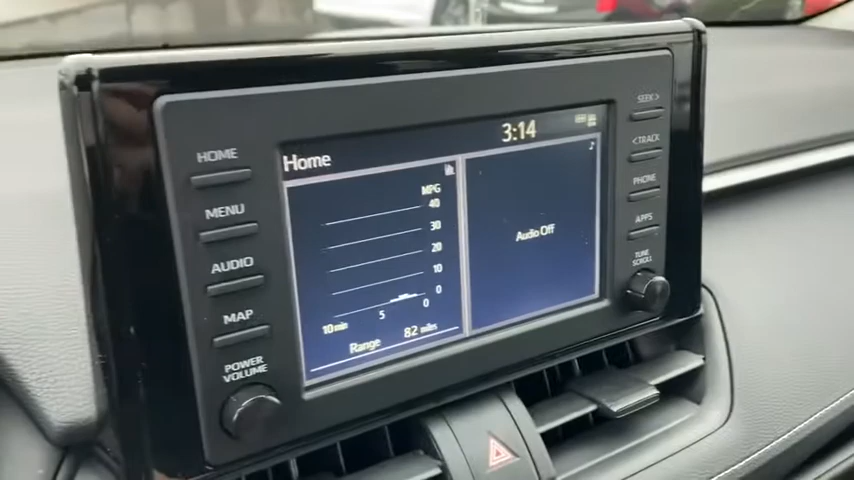 HOME
MENU
AUDIO
MAP
POWER
VOLUME
Home
3:14
MPG
40
30
20
10
0
10 min
5
0
Range
82 miles
Audio Off
SEEK >
< TRACK
PHONE
APPS
TUNE
SCROLL